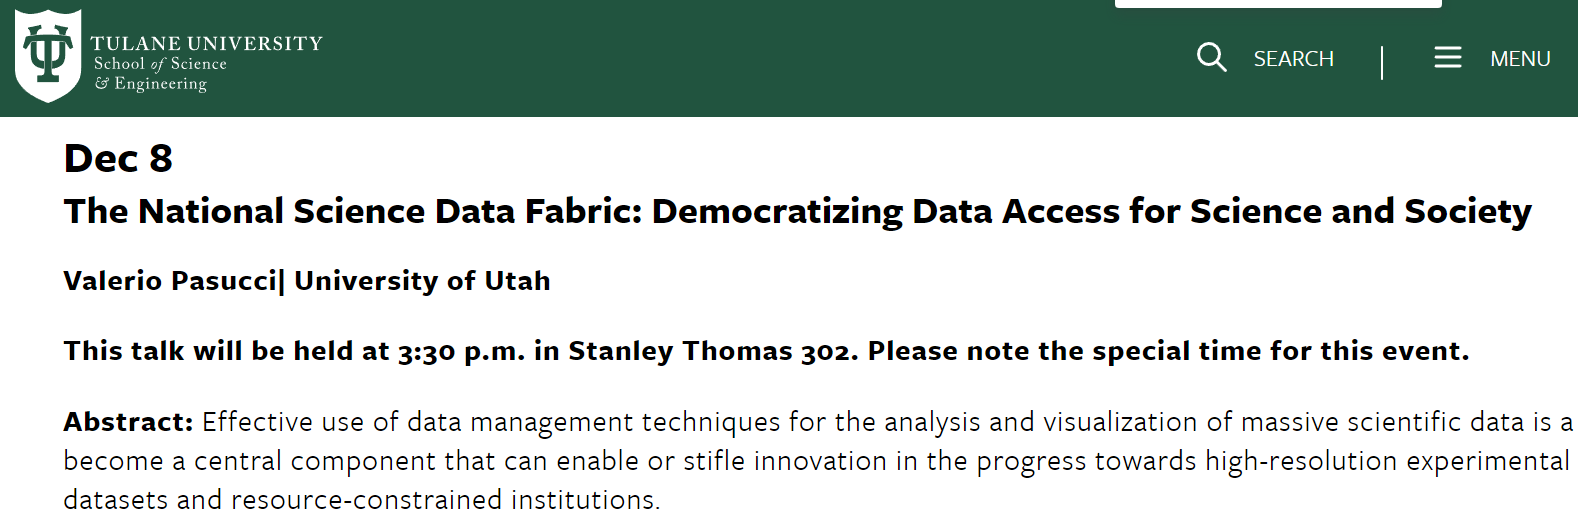 TULANE UNIVERSITY
School of Science
& Engineering
SEARCH
MENU
Dec 8
The National Science Data Fabric: Democratizing Data Access for Science and Society
Valerio Pasucci| University of Utah
This talk will be held at 3:30 p.m. in Stanley Thomas 302. Please note the special time for this event.
Abstract: Effective use of data management techniques for the analysis and visualization of massive scientific data is a
become a central component that can enable or stifle innovation in the progress towards high-resolution experimental
datasets and resource-constrained institutions.